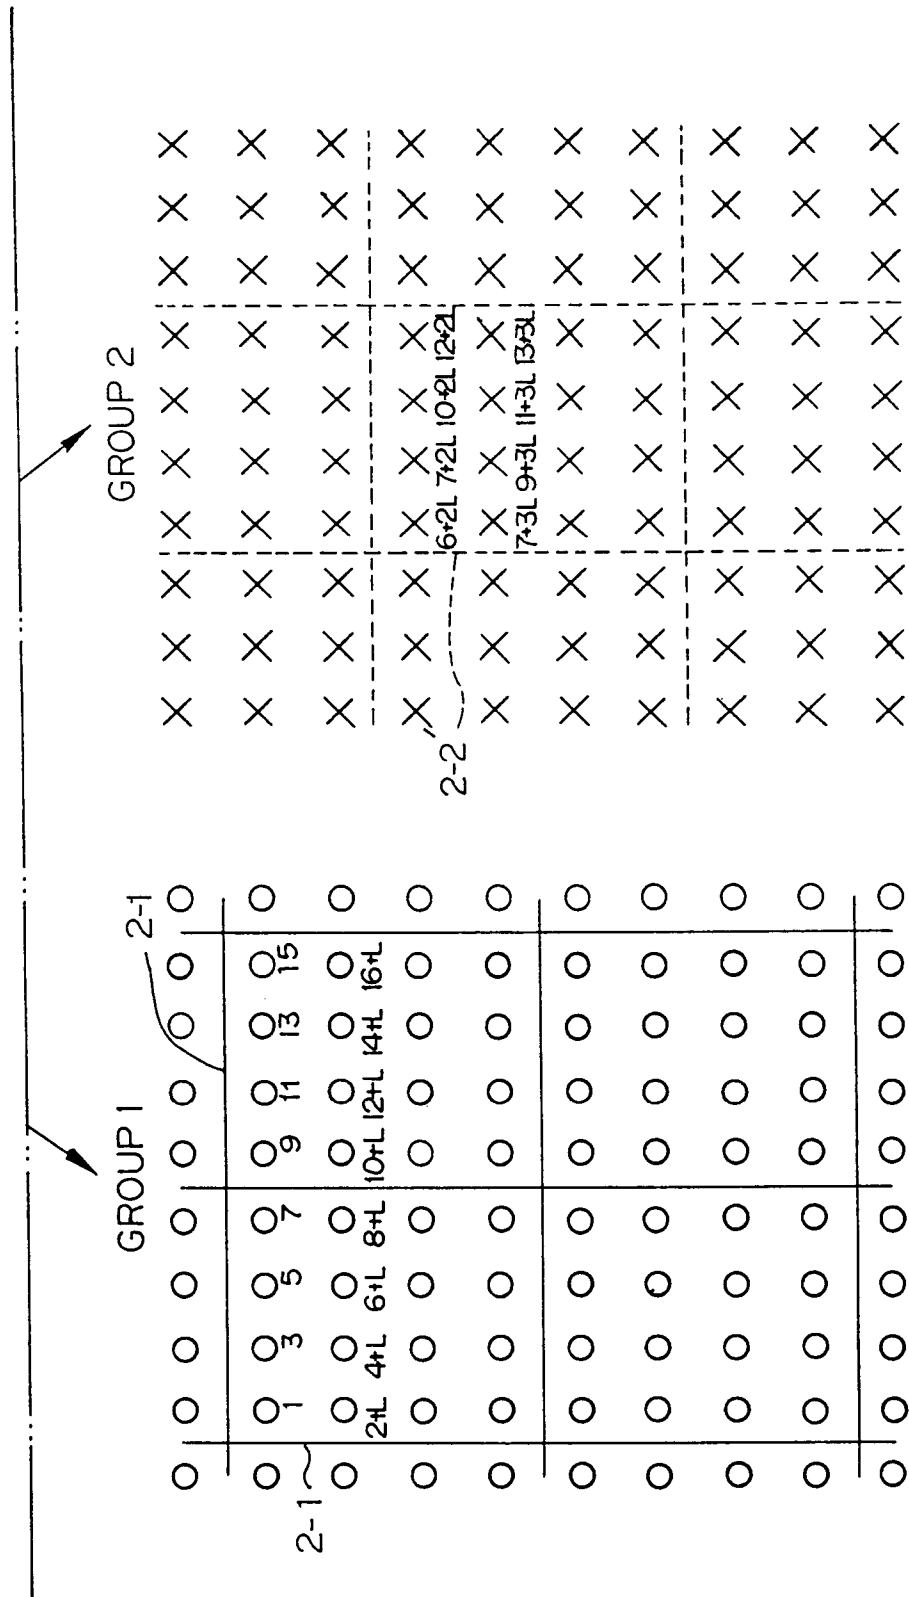 GROUP 1
2-1
2-1
1 3 5 7 9 11 13 15
2+L 4+L 6+L 8+L 10+L 12+L 14+L 16+L
GROUP 2
2-2
6+2L 7+2L 10+2L 12+2L
7+3L 9+3L 11+3L 13+3L